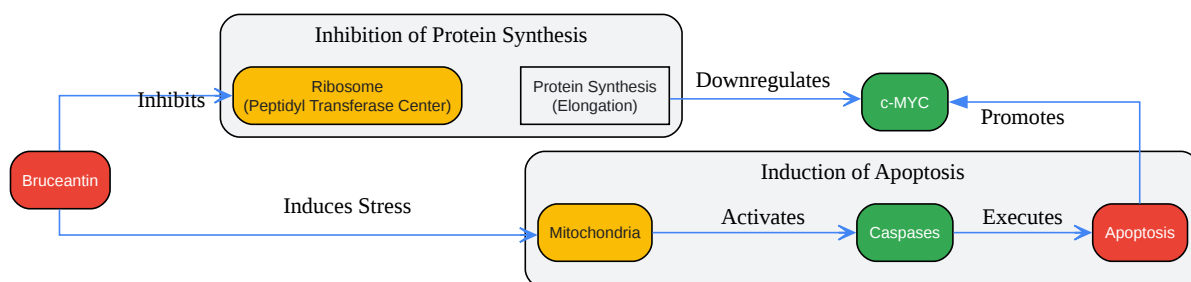 Inhibition of Protein Synthesis
Ribosome
(Peptidyl Transferase Center)
Protein Synthesis
(Elongation)
Downregulates
c-MYC
Inhibits
Promotes
Bruceantin
Induction of Apoptosis
Induces Stress
Mitochondria
Activates
Caspases
Executes
Apoptosis